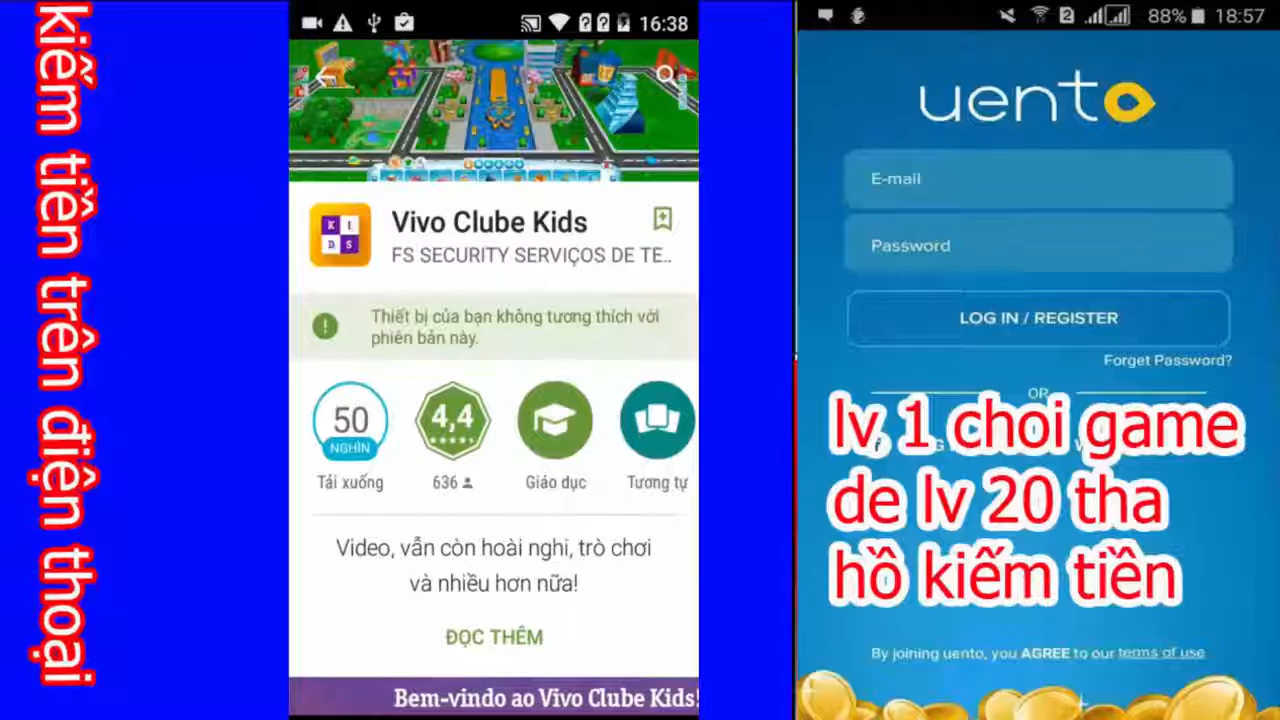 kiếm tiền trên điện thoại
16:38
Vivo Clube Kids
FS SECURITY SERVIÇOS DE TE..
K I
D S
Thiết bị của bạn không tương thích với
phiên bản này.
50
NGHÌN
4,4
Tải xuống
636
Giáo dục
Tương tự
Video, vẫn còn hoài nghi, trò chơi
và nhiều hơn nữa!
ĐỌC THÊM
Bem-vindo ao Vivo Clube Kids!
2
88%
18:57
uento
E-mail
Password
LOG IN / REGISTER
Forget Password?
OR
lv 1 choi game
de lv 20 tha
hồ kiếm tiền
By joining uento, you AGREE to our terms of use